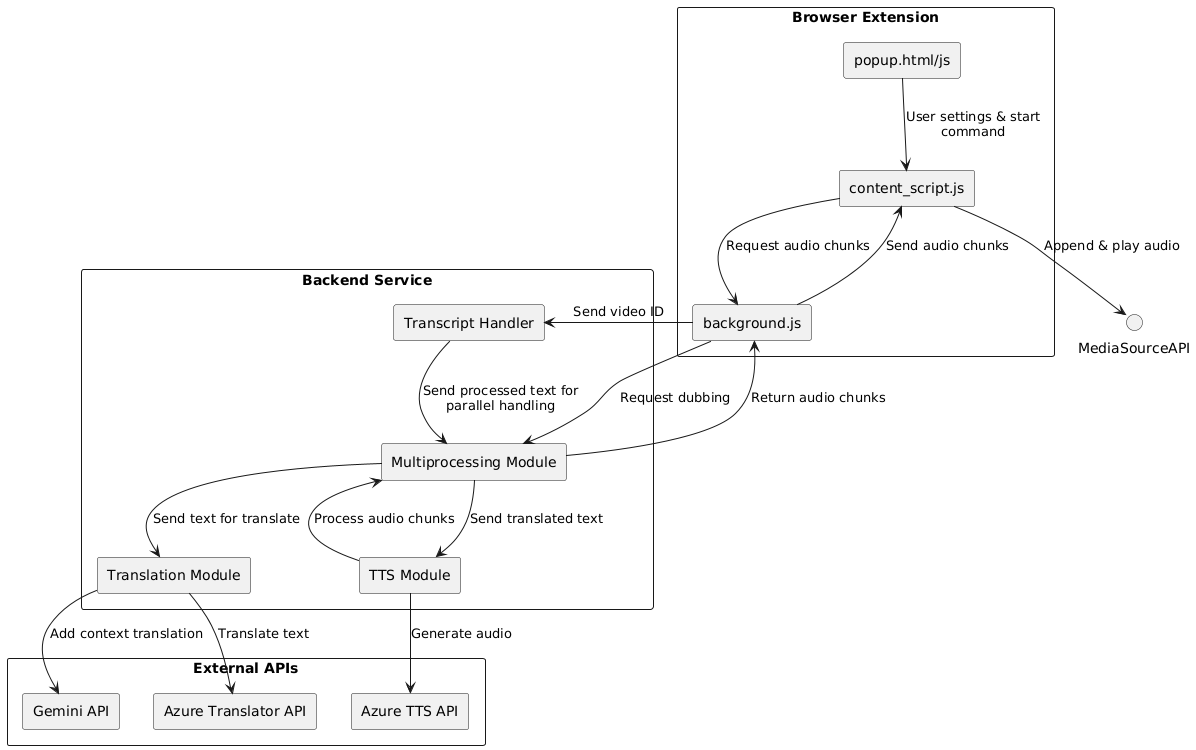 Browser Extension
popup.html/js
User settings & start
command
content_script.js
Request audio chunks
Send audio chunks
Append & play audio
Backend Service
Transcript Handler
Send video ID
background.js
MediaSourceAPI
Send processed text for
parallel handling
Request dubbing
Return audio chunks
Multiprocessing Module
Send text for translate
Process audio chunks
Send translated text
Translation Module
TTS Module
Add context translation
Translate text
Generate audio
External APIs
Gemini API
Azure Translator API
Azure TTS API